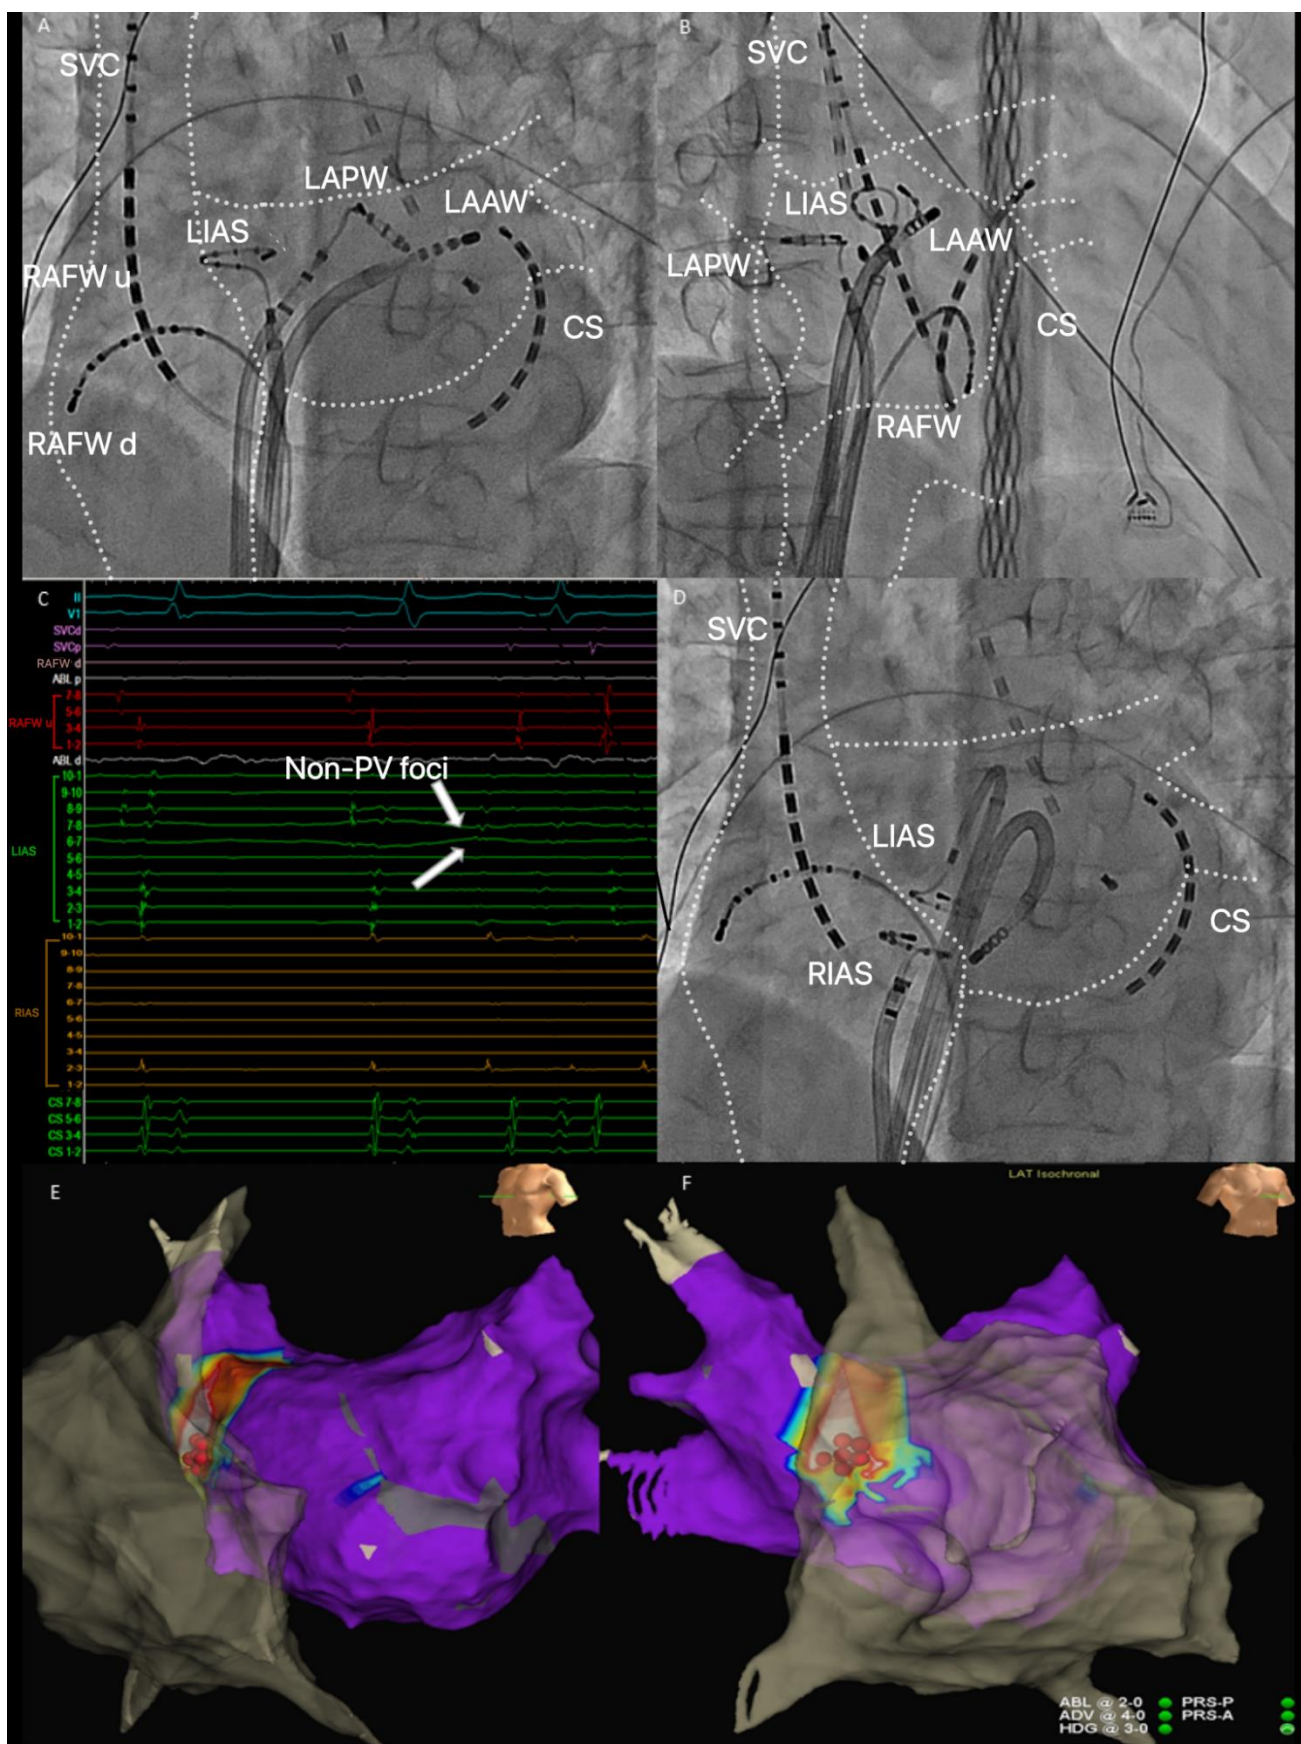 A
SVC
LAPW
LAAW
LIAS
RAFW u
CS
RAFW d
B
SVC
LIAS
LAAW
LAPW
CS
RAFW
C
II
V1
SVCd
SVCp
RAFW d
ABL p
7-8
5-6
RAFW u
3-4
1-2
ABL d
Non-PV foci
10-1
9-10
8-9
7-8
6-7
LIAS
5-6
4-5
3-4
2-3
1-2
10-1
9-10
8-9
7-8
6-7
RIAS
5-6
4-5
3-4
2-3
1-2
CS 7-8
CS 5-6
CS 3-4
CS 1-2
D
SVC
LIAS
CS
RIAS
E
F
LAT Isochronal
ABL @ 2-0 PRS-P
ADV @ 4-0 PRS-A
HDG @ 3-0